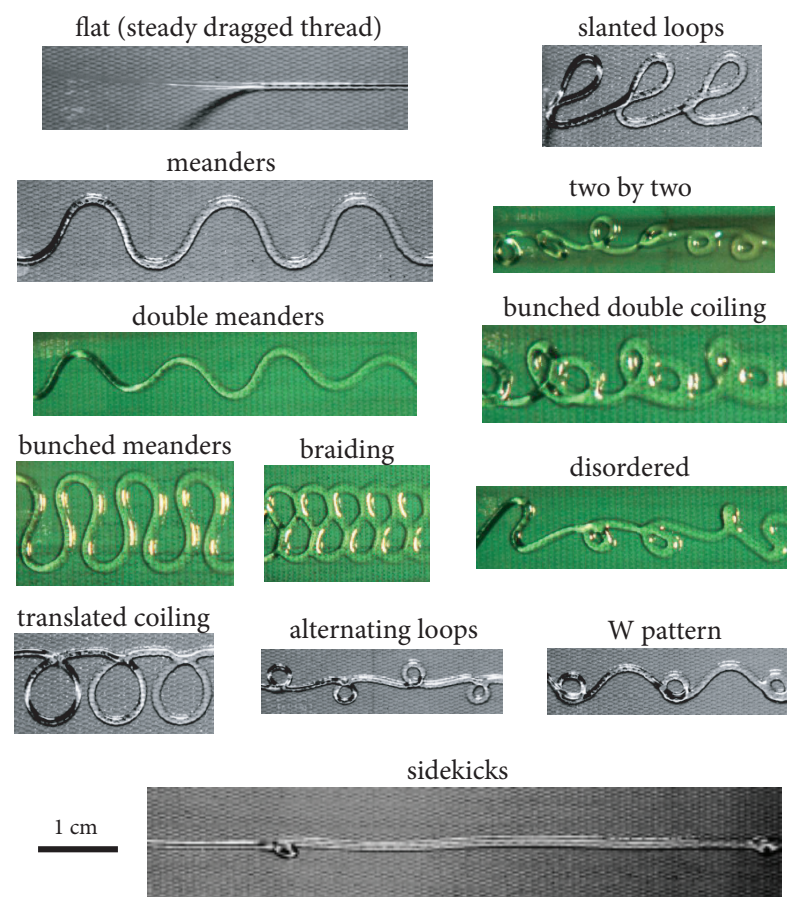 flat (steady dragged thread)
slanted loops
meanders
two by two
double meanders
bunched double coiling
bunched meanders
braiding
disordered
translated coiling
alternating loops
W pattern
sidekicks
1 cm